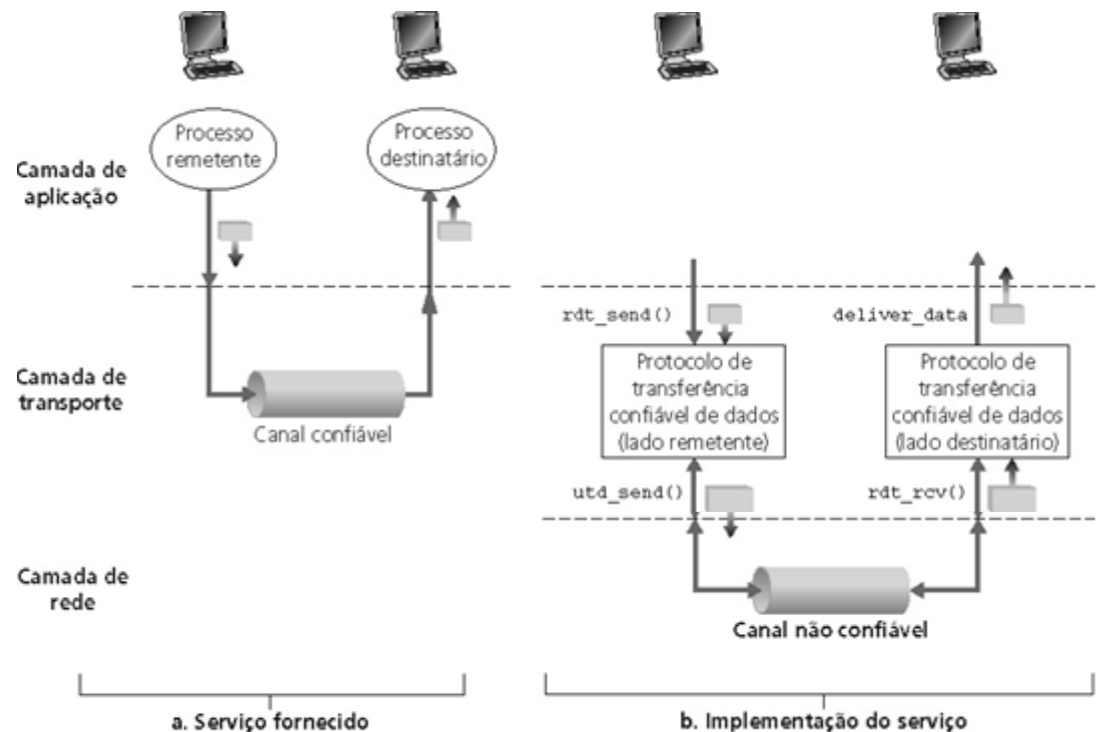 Processo
remetente
Processo
destinatário
Camada de
aplicação
rdt_send()
deliver_data
Camada de
transporte
Canal confiável
Protocolo de
transferência
confiável de dados
(lado remetente)
Protocolo de
transferência
confiável de dados
(lado destinatário)
utd_send()
rdt_rcv()
Camada de
rede
Canal não confiável
a. Serviço fornecido
b. Implementação do serviço